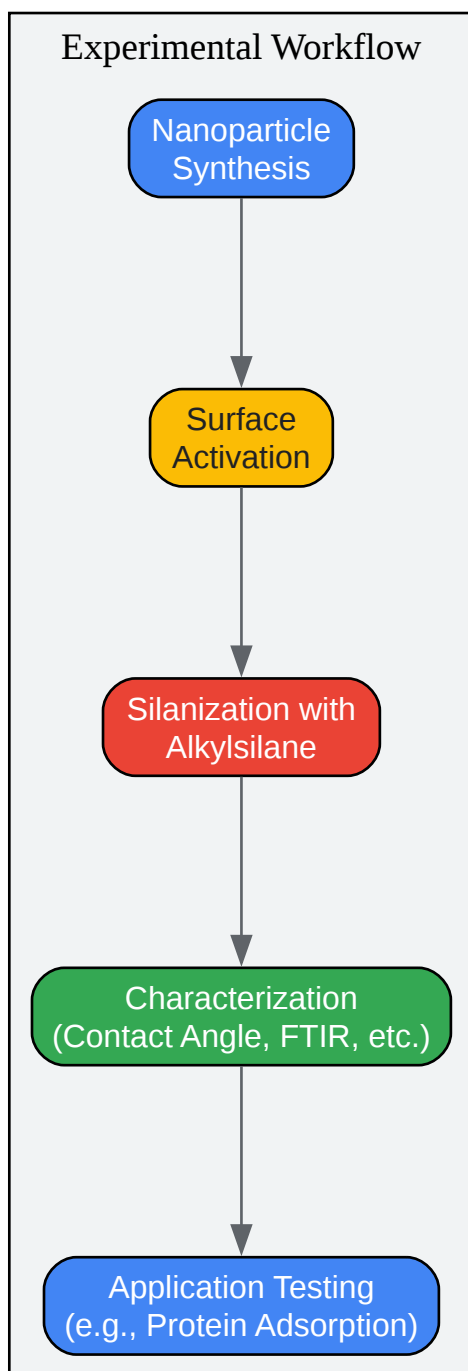 Experimental Workflow
Nanoparticle
Synthesis
Surface
Activation
Silanization with
Alkylsilane
Characterization
(Contact Angle, FTIR, etc.)
Application Testing
(e.g., Protein Adsorption)